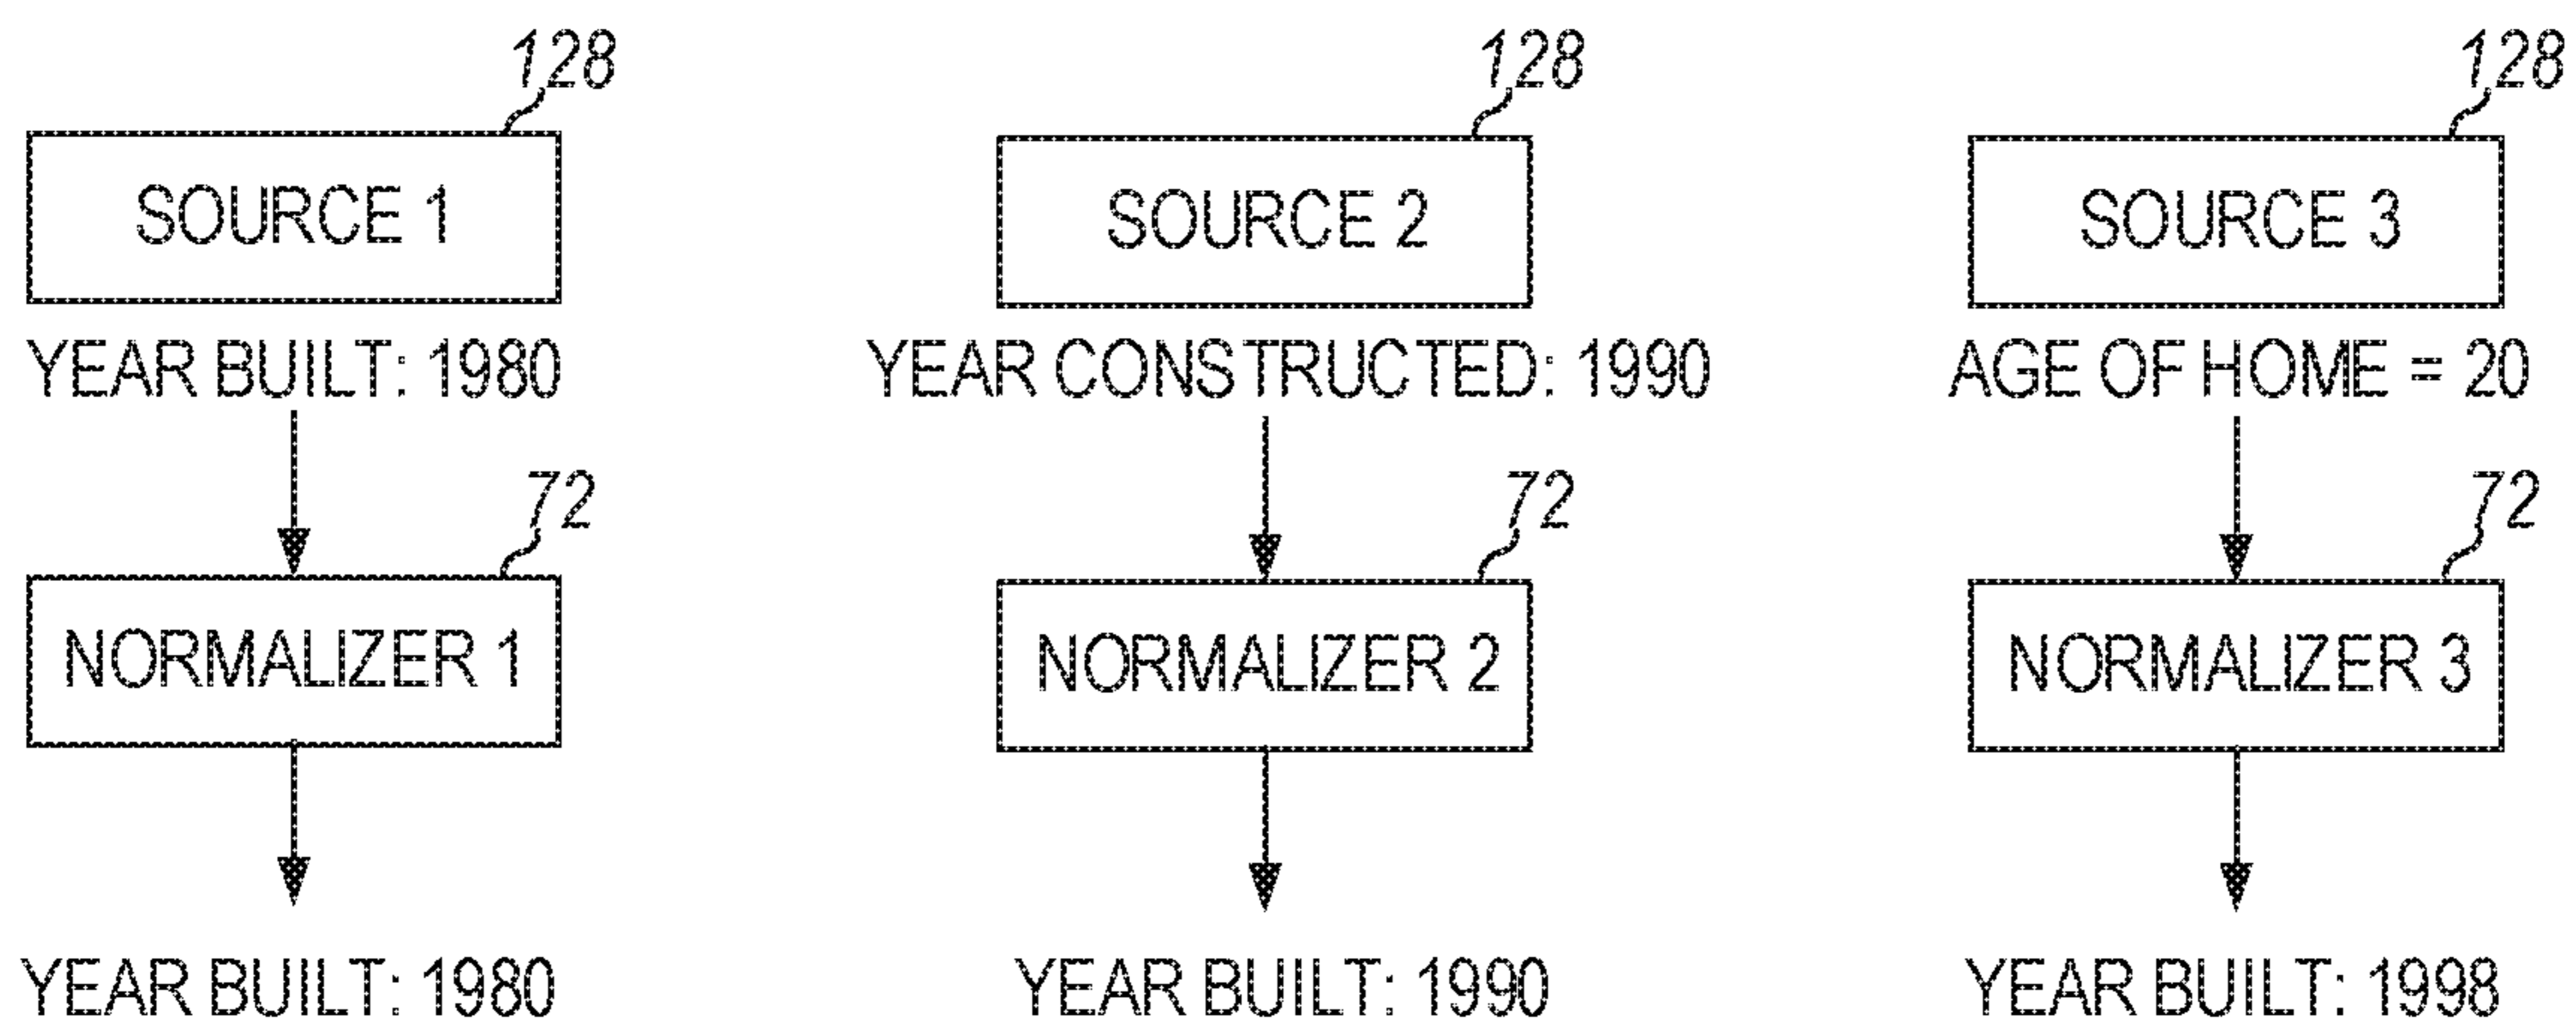 128
128
128
SOURCE 1
SOURCE 2
SOURCE 3
YEAR BUILT: 1980
YEAR CONSTRUCTED: 1990
AGE OF HOME = 20
72
72
72
NORMALIZER 1
NORMALIZER 2
NORMALIZER 3
YEAR BUILT: 1980
YEAR BUILT: 1990
YEAR BUILT: 1998